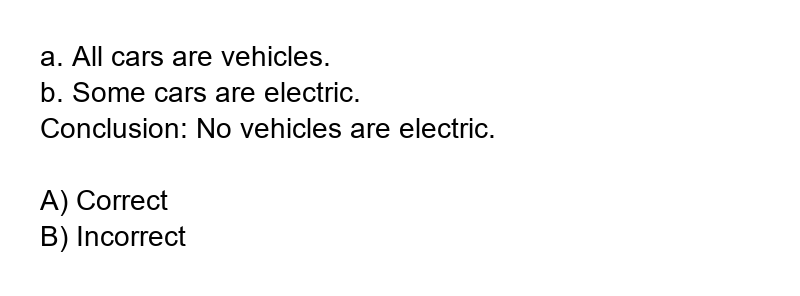 a. All cars are vehicles.
b. Some cars are electric.
Conclusion: No vehicles are electric.
A) Correct
B) Incorrect